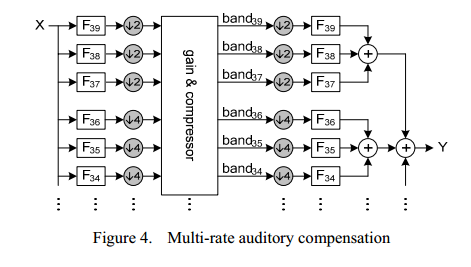 X F39 ↓2 band39 ↓2 F39
F38 ↓2 band38 ↓2 F38 +
F37 ↓2 band37 ↓2 F37
gain & compressor
F36 ↓4 band36 ↓4 F36
F35 ↓4 band35 ↓4 F35 + + Y
F34 ↓4 band34 ↓4 F34
⋮ ⋮ ⋮ ⋮ ⋮ ⋮ ⋮
Figure 4. Multi-rate auditory compensation